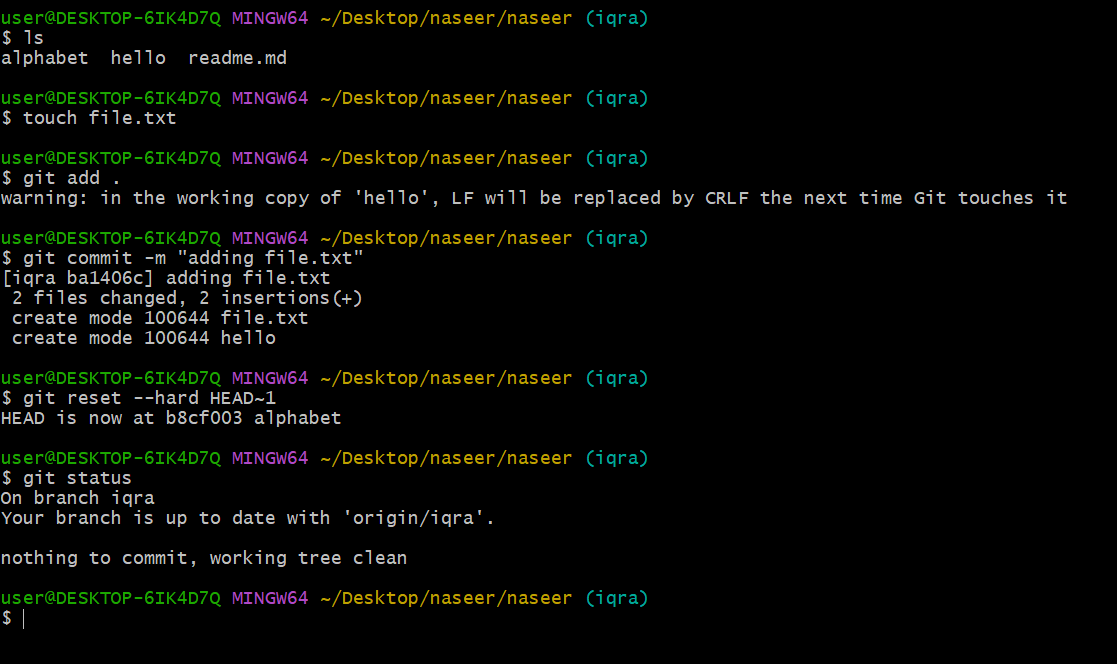 user@DESKTOP-6IK4D7Q MINGW64 ~/Desktop/naseer/naseer (iqra)
$ ls
alphabet  hello  readme.md
user@DESKTOP-6IK4D7Q MINGW64 ~/Desktop/naseer/naseer (iqra)
$ touch file.txt
user@DESKTOP-6IK4D7Q MINGW64 ~/Desktop/naseer/naseer (iqra)
$ git add .
warning: in the working copy of 'hello', LF will be replaced by CRLF the next time Git touches it
user@DESKTOP-6IK4D7Q MINGW64 ~/Desktop/naseer/naseer (iqra)
$ git commit -m "adding file.txt"
[iqra ba1406c] adding file.txt
 2 files changed, 2 insertions(+)
 create mode 100644 file.txt
 create mode 100644 hello
user@DESKTOP-6IK4D7Q MINGW64 ~/Desktop/naseer/naseer (iqra)
$ git reset --hard HEAD~1
HEAD is now at b8cf003 alphabet
user@DESKTOP-6IK4D7Q MINGW64 ~/Desktop/naseer/naseer (iqra)
$ git status
On branch iqra
Your branch is up to date with 'origin/iqra'.
nothing to commit, working tree clean
user@DESKTOP-6IK4D7Q MINGW64 ~/Desktop/naseer/naseer (iqra)
$